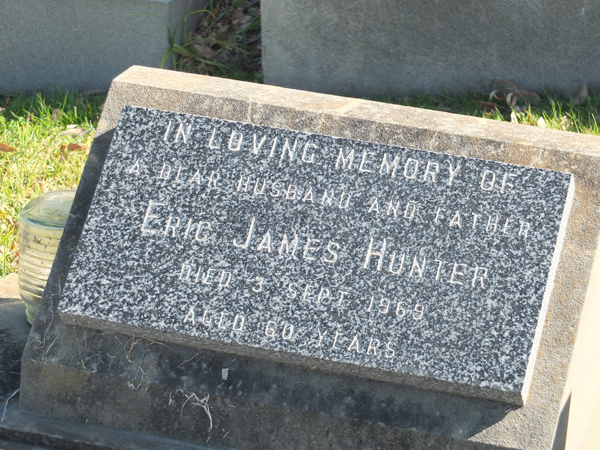 IN LOVING MEMORY OF
A DEAR HUSBAND AND FATHER
ERIC JAMES HUNTER
DIED 3 SEPT. 1969
AGED 60 YEARS